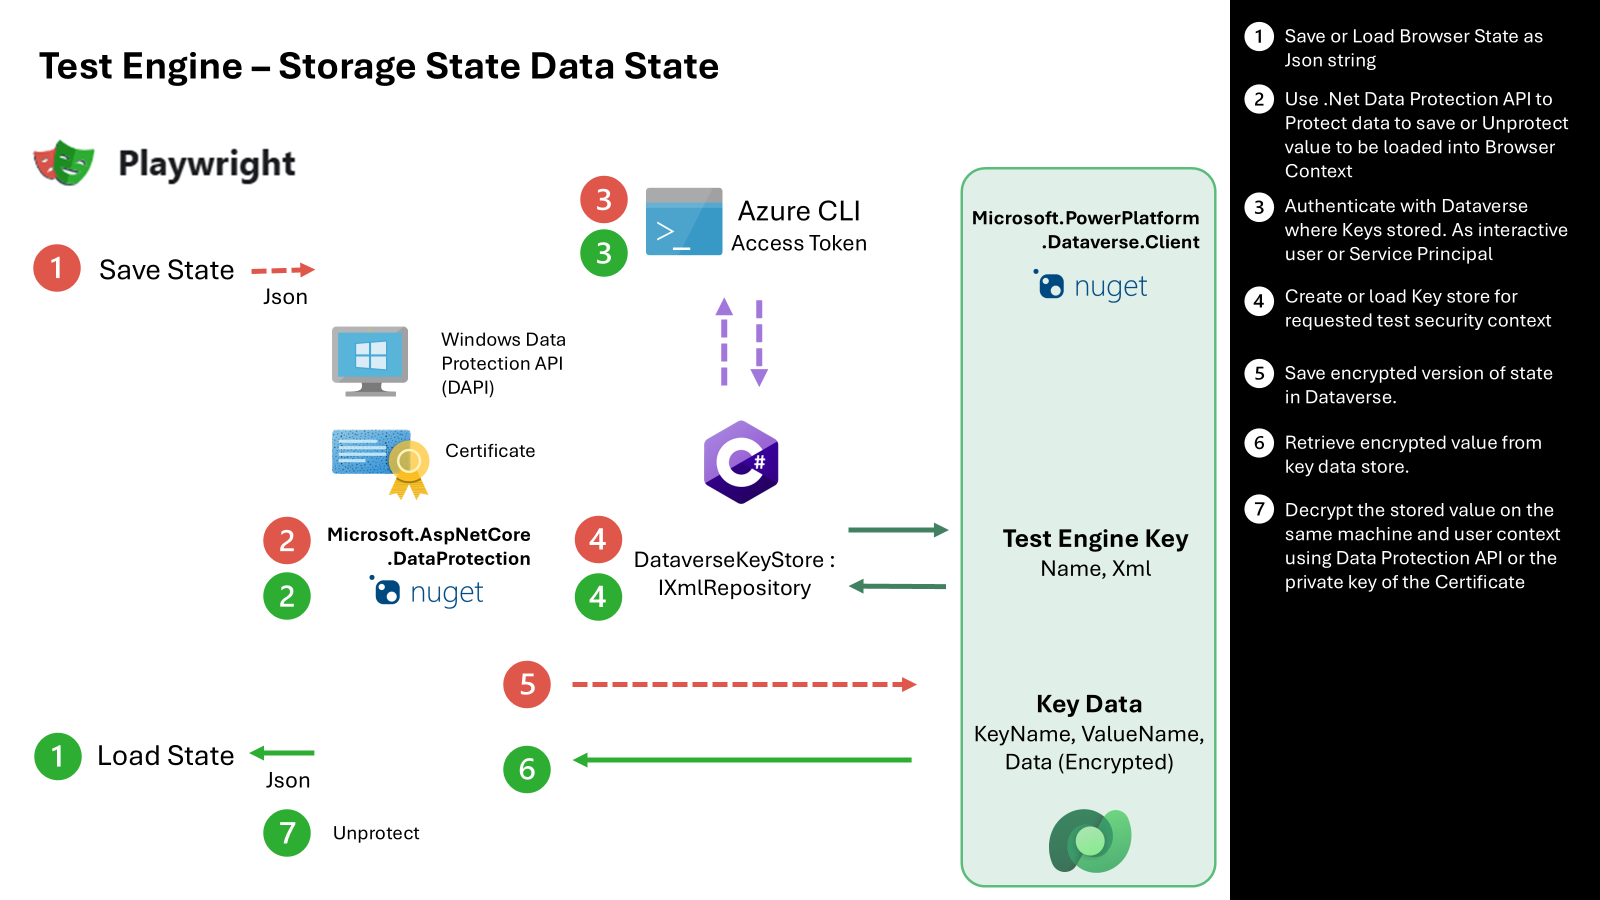 Test Engine – Storage State Data State
Playwright
1
Save State
Json
Windows Data
Protection API
(DAPI)
Certificate
2
2
Microsoft.AspNetCore
.DataProtection
nuget
3
3
Azure CLI
Access Token
>_
C#
4
4
DataverseKeyStore :
IXmlRepository
5
6
1
Load State
Json
7
Unprotect
Microsoft.PowerPlatform
.Dataverse.Client
nuget
Test Engine Key
Name, Xml
Key Data
KeyName, ValueName,
Data (Encrypted)
1
Save or Load Browser State as
Json string
2
Use .Net Data Protection API to
Protect data to save or Unprotect
value to be loaded into Browser
Context
3
Authenticate with Dataverse
where Keys stored. As interactive
user or Service Principal
4
Create or load Key store for
requested test security context
5
Save encrypted version of state
in Dataverse.
6
Retrieve encrypted value from
key data store.
7
Decrypt the stored value on the
same machine and user context
using Data Protection API or the
private key of the Certificate